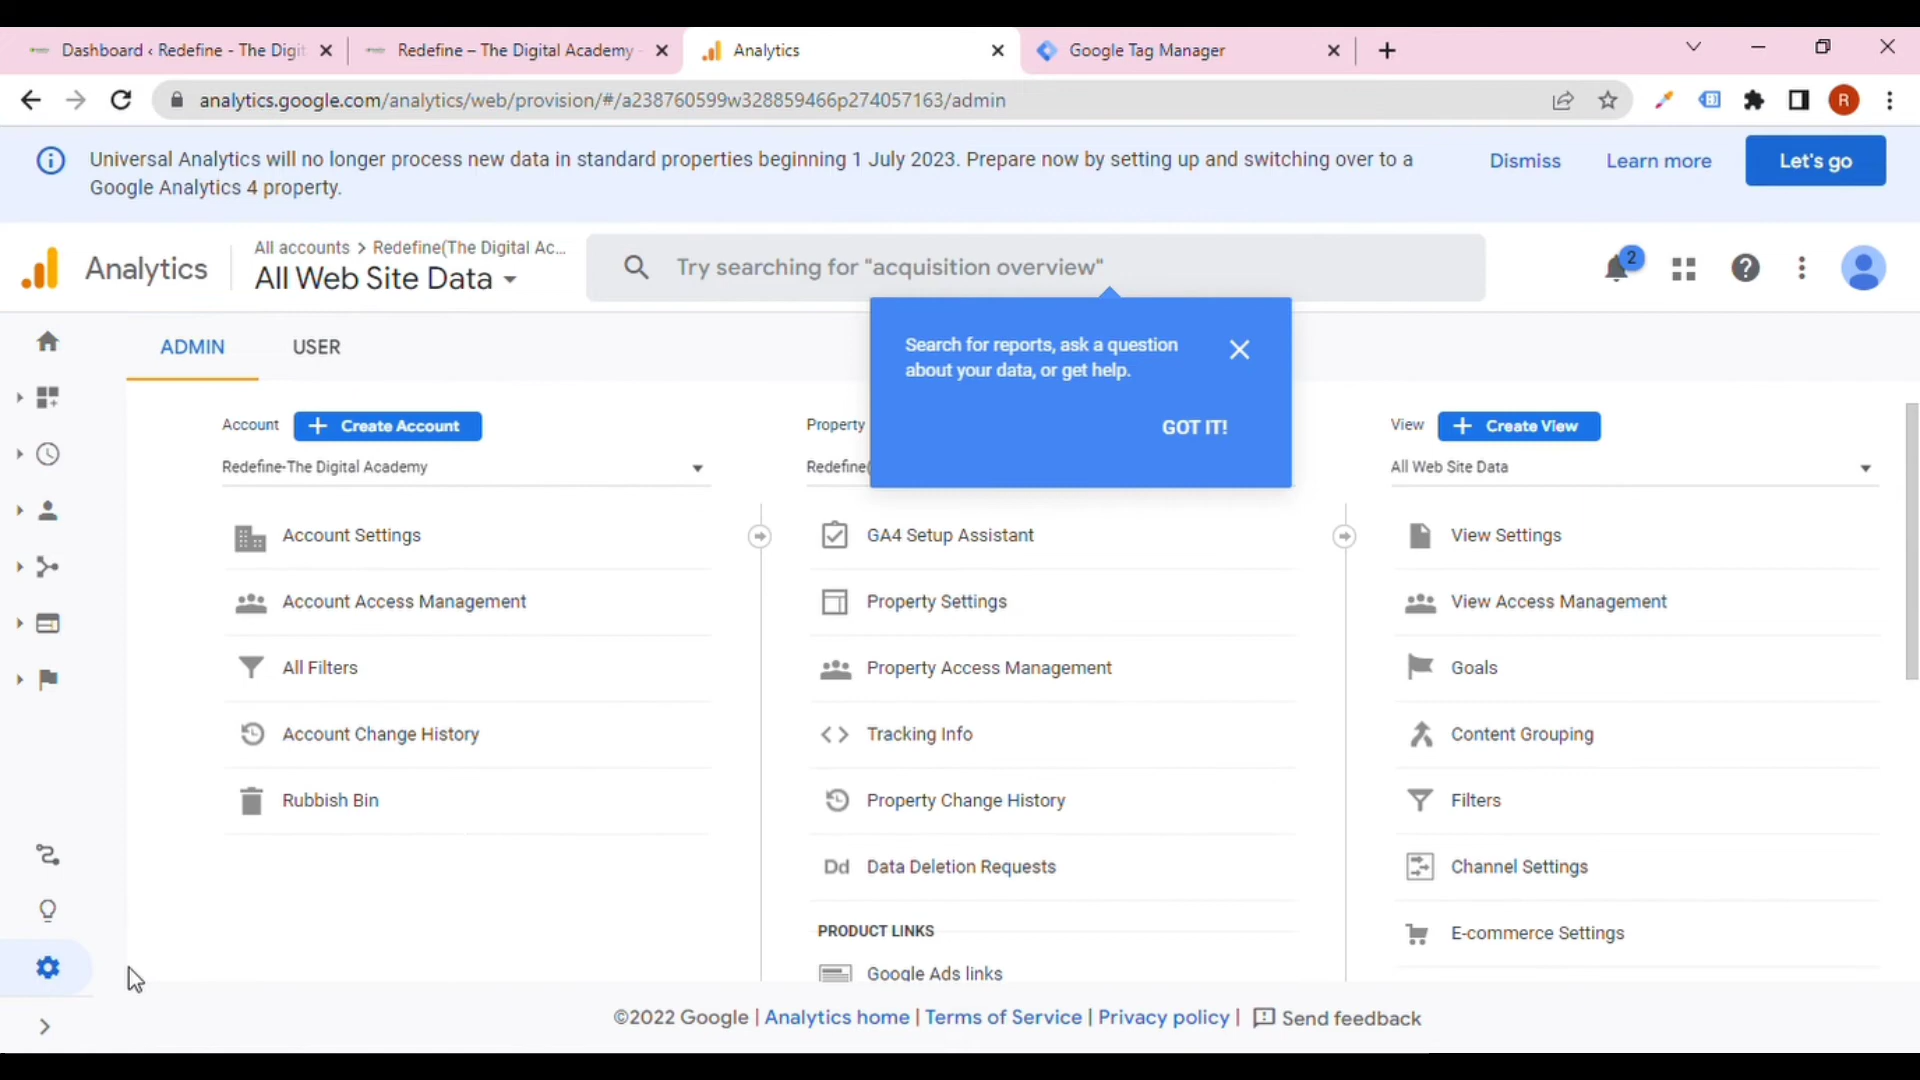 Dashboard ‹ Redefine - The Digit
Redefine – The Digital Academy
Analytics
Google Tag Manager
analytics.google.com/analytics/web/provision/#/a238760599w328859466p274057163/admin
R
Universal Analytics will no longer process new data in standard properties beginning 1 July 2023. Prepare now by setting up and switching over to a
Google Analytics 4 property.
Dismiss
Learn more
Let's go
Analytics
All accounts > Redefine(The Digital Ac...
All Web Site Data
Try searching for "acquisition overview"
2
ADMIN
USER
Search for reports, ask a question
about your data, or get help.
GOT IT!
Account
Create Account
Redefine-The Digital Academy
Account Settings
Account Access Management
All Filters
Account Change History
Rubbish Bin
Property
Redefine(
GA4 Setup Assistant
Property Settings
Property Access Management
Tracking Info
Property Change History
Dd Data Deletion Requests
PRODUCT LINKS
Google Ads links
View
Create View
All Web Site Data
View Settings
View Access Management
Goals
Content Grouping
Filters
Channel Settings
E-commerce Settings
©2022 Google | Analytics home | Terms of Service | Privacy policy | Send feedback